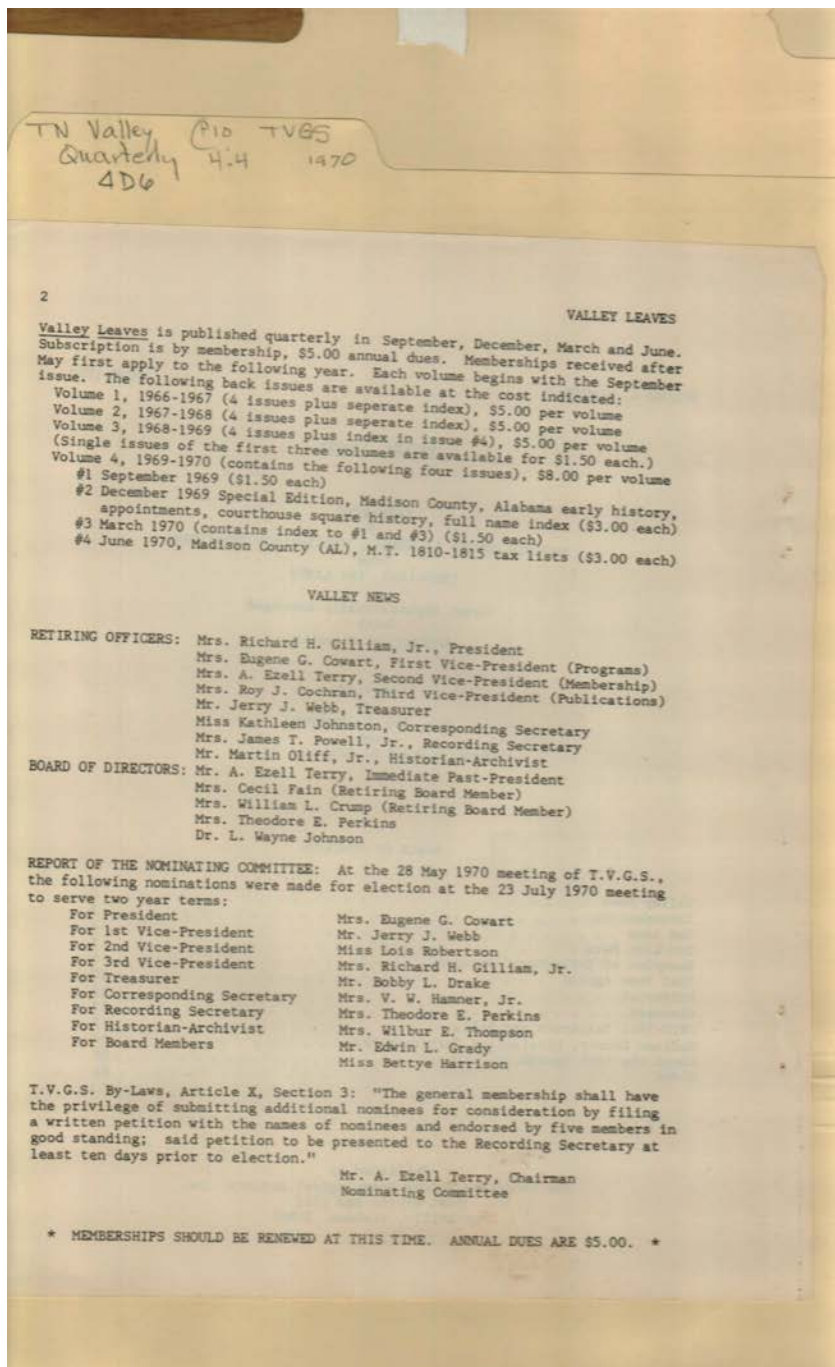 TN Valley P10 TVGS
Quarterly 4:4 1970
4D6
2
VALLEY LEAVES
Valley Leaves is published quarterly in September, December, March and June.
Subscription is by membership, $5.00 annual dues. Memberships received after
May first apply to the following year. Each volume begins with the September
issue. The following back issues are available at the cost indicated:
Volume 1, 1966-1967 (4 issues plus seperate index), $5.00 per volume
Volume 2, 1967-1968 (4 issues plus seperate index), $5.00 per volume
Volume 3, 1968-1969 (4 issues plus index in issue #4), $5.00 per volume
(Single issues of the first three volumes are available for $1.50 each.)
Volume 4, 1969-1970 (contains the following four issues), $8.00 per volume
#1 September 1969 ($1.50 each)
#2 December 1969 Special Edition, Madison County, Alabama early history,
appointments, courthouse square history, full name index ($3.00 each)
#3 March 1970 (contains index to #1 and #3) ($1.50 each)
#4 June 1970, Madison County (AL), M.T. 1810-1815 tax lists ($3.00 each)
VALLEY NEWS
RETIRING OFFICERS: Mrs. Richard H. Gilliam, Jr., President
Mrs. Eugene G. Cowart, First Vice-President (Programs)
Mrs. A. Ezell Terry, Second Vice-President (Membership)
Mrs. Roy J. Cochran, Third Vice-President (Publications)
Mr. Jerry J. Webb, Treasurer
Miss Kathleen Johnston, Corresponding Secretary
Mrs. James T. Powell, Jr., Recording Secretary
Mr. Martin Oliff, Jr., Historian-Archivist
BOARD OF DIRECTORS: Mr. A. Ezell Terry, Immediate Past-President
Mrs. Cecil Fain (Retiring Board Member)
Mrs. William L. Crump (Retiring Board Member)
Mrs. Theodore E. Perkins
Dr. L. Wayne Johnson
REPORT OF THE NOMINATING COMMITTEE: At the 28 May 1970 meeting of T.V.G.S.,
the following nominations were made for election at the 23 July 1970 meeting
to serve two year terms:
For President Mrs. Eugene G. Cowart
For 1st Vice-President Mr. Jerry J. Webb
For 2nd Vice-President Miss Lois Robertson
For 3rd Vice-President Mrs. Richard H. Gilliam, Jr.
For Treasurer Mr. Bobby L. Drake
For Corresponding Secretary Mrs. V. W. Hamner, Jr.
For Recording Secretary Mrs. Theodore E. Perkins
For Historian-Archivist Mrs. Wilbur E. Thompson
For Board Members Mr. Edwin L. Grady
Miss Bettye Harrison
T.V.G.S. By-Laws, Article X, Section 3: "The general membership shall have
the privilege of submitting additional nominees for consideration by filing
a written petition with the names of nominees and endorsed by five members in
good standing; said petition to be presented to the Recording Secretary at
least ten days prior to election."
Mr. A. Ezell Terry, Chairman
Nominating Committee
* MEMBERSHIPS SHOULD BE RENEWED AT THIS TIME. ANNUAL DUES ARE $5.00. *